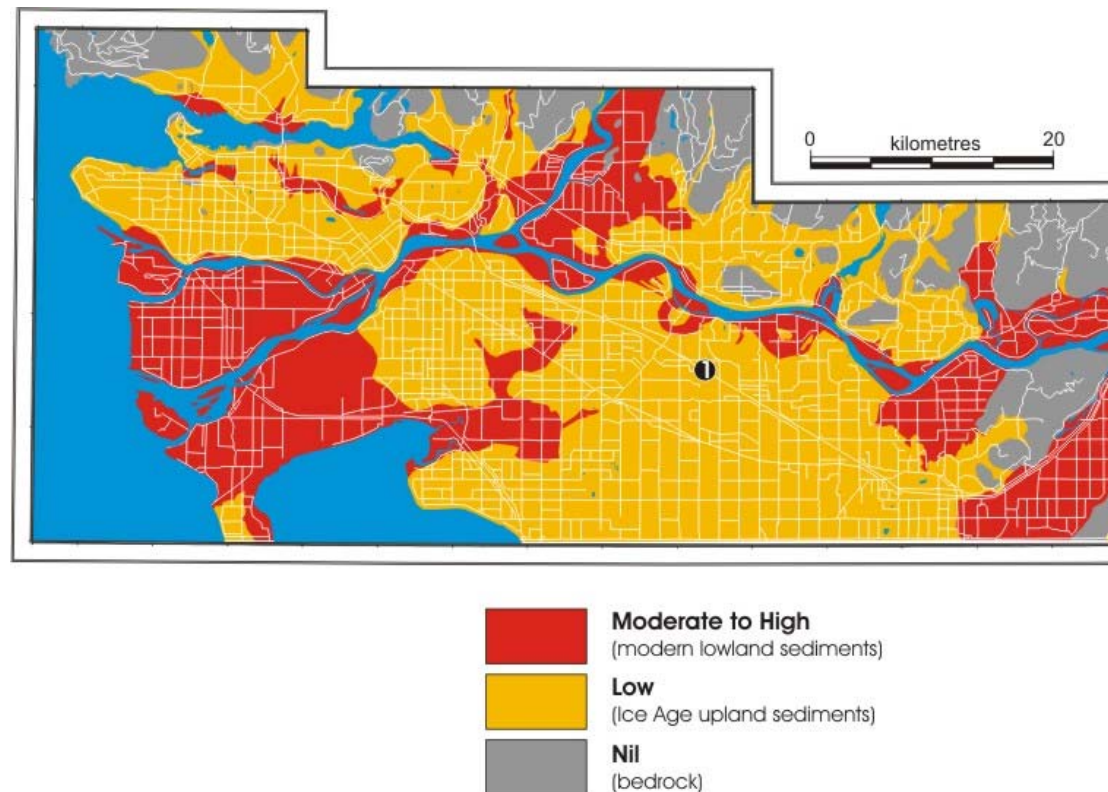 0 20
kilometres
1
Moderate to High
(modern lowland sediments)
Low
(Ice Age upland sediments)
Nil
(bedrock)